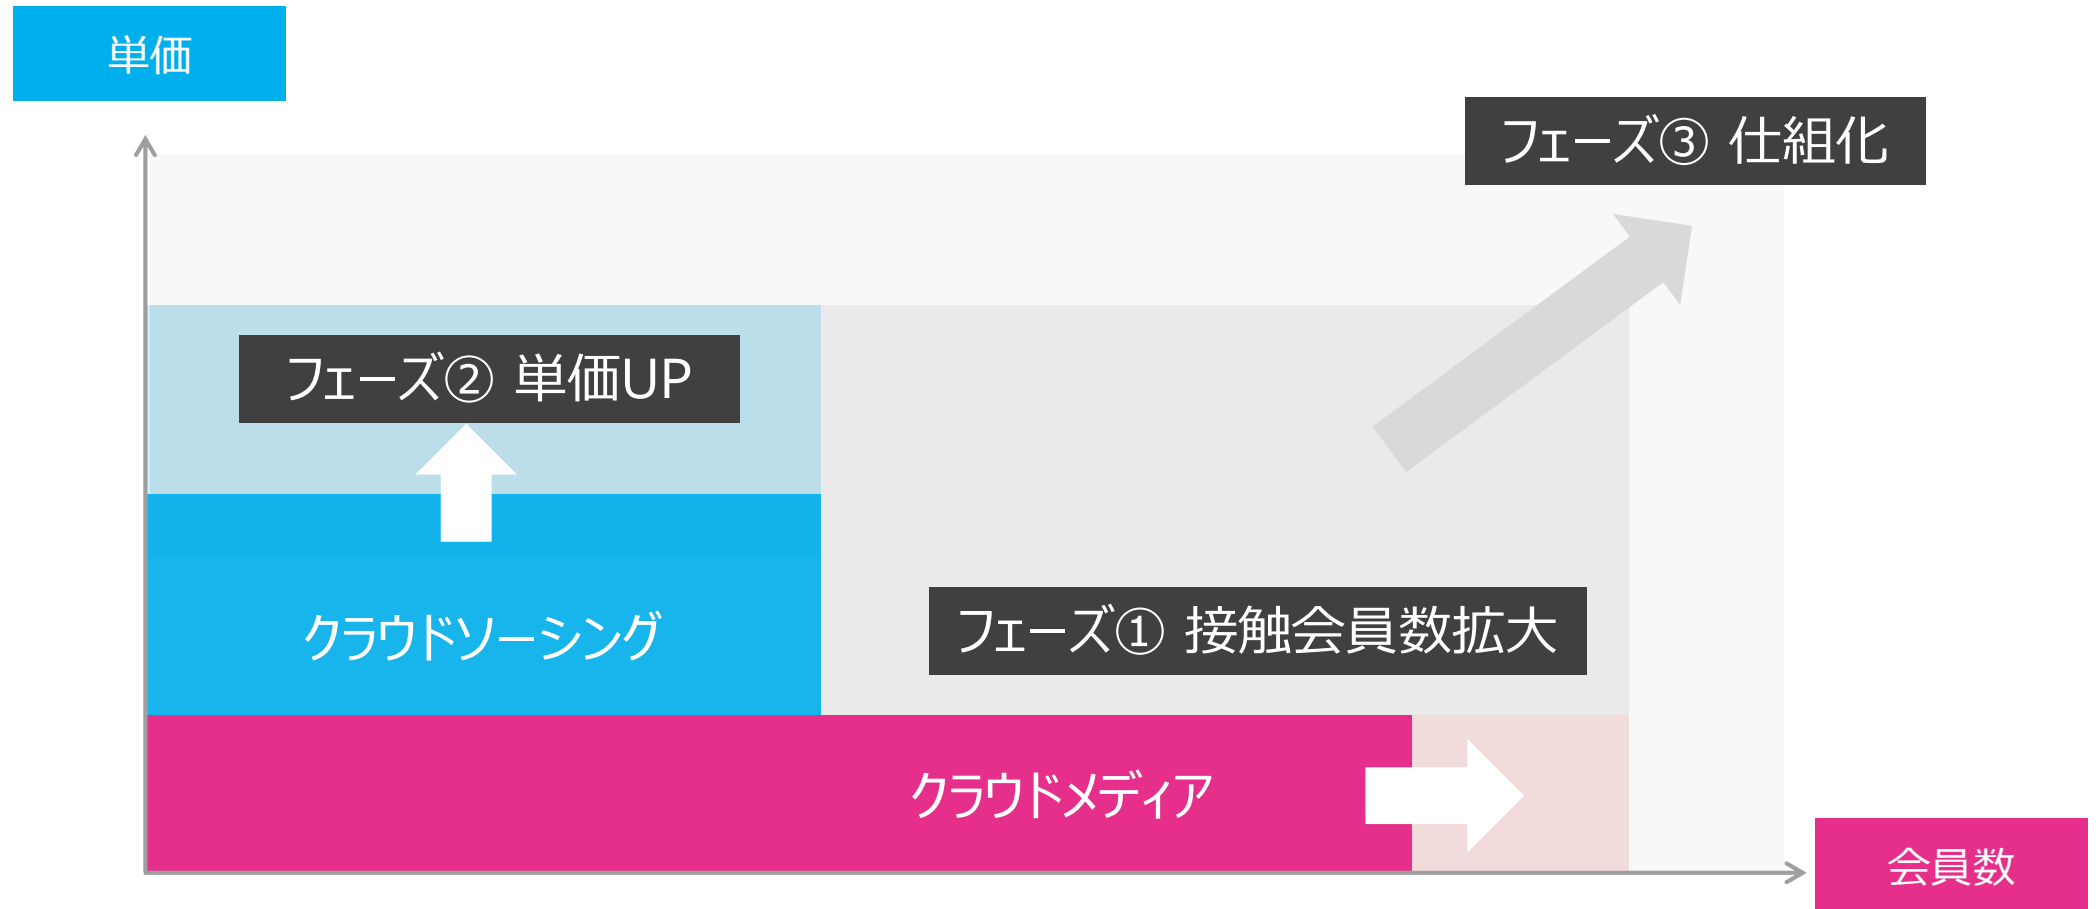 単価
フェーズ③ 仕組化
フェーズ② 単価UP
クラウドソーシング
フェーズ① 接触会員数拡大
クラウドメディア
会員数